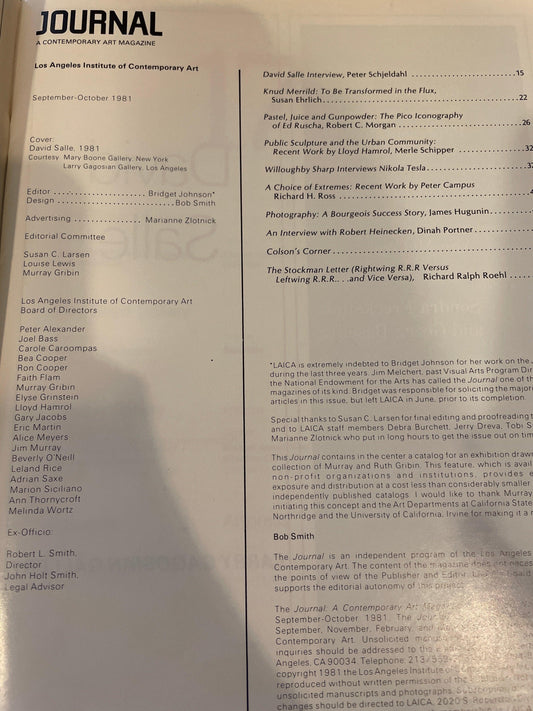 JOURNAL
A CONTEMPORARY ART MAGAZINE
Los Angeles Institute of Contemporary Art
September-October 1981
Cover:
David Salle, 1981
Courtesy Mary Boone Gallery, New York
Larry Gagosian Gallery, Los Angeles
Editor .................... Bridget Johnson*
Design ......................... Bob Smith
Advertising ............... Marianne Zlotnick
Editorial Committee
Susan C. Larsen
Louise Lewis
Murray Gribin
Los Angeles Institute of Contemporary Art
Board of Directors
Peter Alexander
Joel Bass
Carole Caroompas
Bea Cooper
Ron Cooper
Faith Flam
Murray Gribin
Elyse Grinstein
Lloyd Hamrol
Gary Jacobs
Eric Martin
Alice Meyers
Jim Murray
Beverly O'Neill
Leland Rice
Adrian Saxe
Marion Siciliano
Ann Thornycroft
Melinda Wortz
Ex-Officio:
Robert L. Smith,
Director
John Holt Smith,
Legal Advisor
David Salle Interview, Peter Schjeldahl ........................15
Knud Merrild: To Be Transformed in the Flux,
Susan Ehrlich........................................22
Pastel, Juice and Gunpowder: The Pico Iconography
of Ed Ruscha, Robert C. Morgan ......................26
Public Sculpture and the Urban Community:
Recent Work by Lloyd Hamrol, Merle Schipper ...........32
Willoughby Sharp Interviews Nikola Tesla....................
A Choice of Extremes: Recent Work by Peter Campus
Richard H. Ross ......................................
Photography: A Bourgeois Success Story, James Hugunin......
An Interview with Robert Heinecken, Dinah Portner...........
Colson's Corner..........................................
The Stockman Letter (Rightwing R.R.R Versus
Leftwing R.R.R. . .and Vice Versa), Richard Ralph Roehl ....
*LAICA is extremely indebted to Bridget Johnson for her work on the
during the last three years. Jim Melchert, past Visual Arts Program
the National Endowment for the Arts has called the Journal one of
magazines of its kind. Bridget was responsible for soliciting the
articles in this issue, but left LAICA in June, prior to its completion.
Special thanks to Susan C. Larsen for final editing and proofreading
and to LAICA staff members Debra Burchett, Jerry Dreva, Tobi
Marianne Zlotnick who put in long hours to get the issue out on
This Journal contains in the center a catalog for an exhibition
collection of Murray and Ruth Gribin. This feature, which is
non-profit organizations and institutions, provides
exposure and distribution at a cost less than considerably smaller
independently published catalogs. I would like to thank Murray
initiating this concept and the Art Departments at California
Northridge and the University of California, Irvine for making it a
Bob Smith
The Journal is an independent program of the Los Angeles
Contemporary Art. The content of the magazine does not
the points of view of the Publisher and
supports the editorial autonomy of this
The Journal: A Contemporary Art
September-October 1981. The
September, November, February, and
Contemporary Art. Unsolicited
inquiries should be addressed to the
Angeles, CA 90034. Telephone: 213/
copyright 1981 the Los Angeles Institute of
reproduced without written permission of the
unsolicited manuscripts and photographs.
changes should be directed to LAICA, 2020 S.